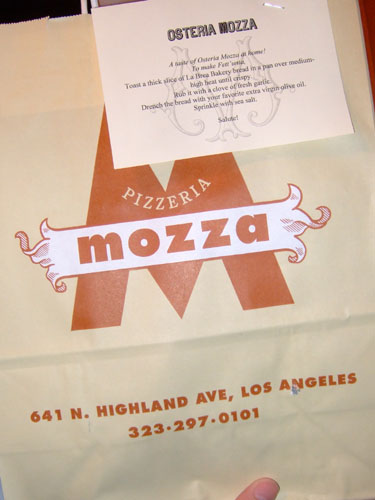 OSTERIA MOZZA
A taste of Osteria Mozza at home!
To make Fett'unta.
Toast a thick slice of La Brea Bakery bread in a pan over medium-
high heat until crispy.
Rub it with a clove of fresh garlic.
Drench the bread with your favorite extra virgin olive oil.
Sprinkle with sea salt.
Salute!
M
PIZZERIA
mozza
641 N. HIGHLAND AVE, LOS ANGELES
323·297·0101